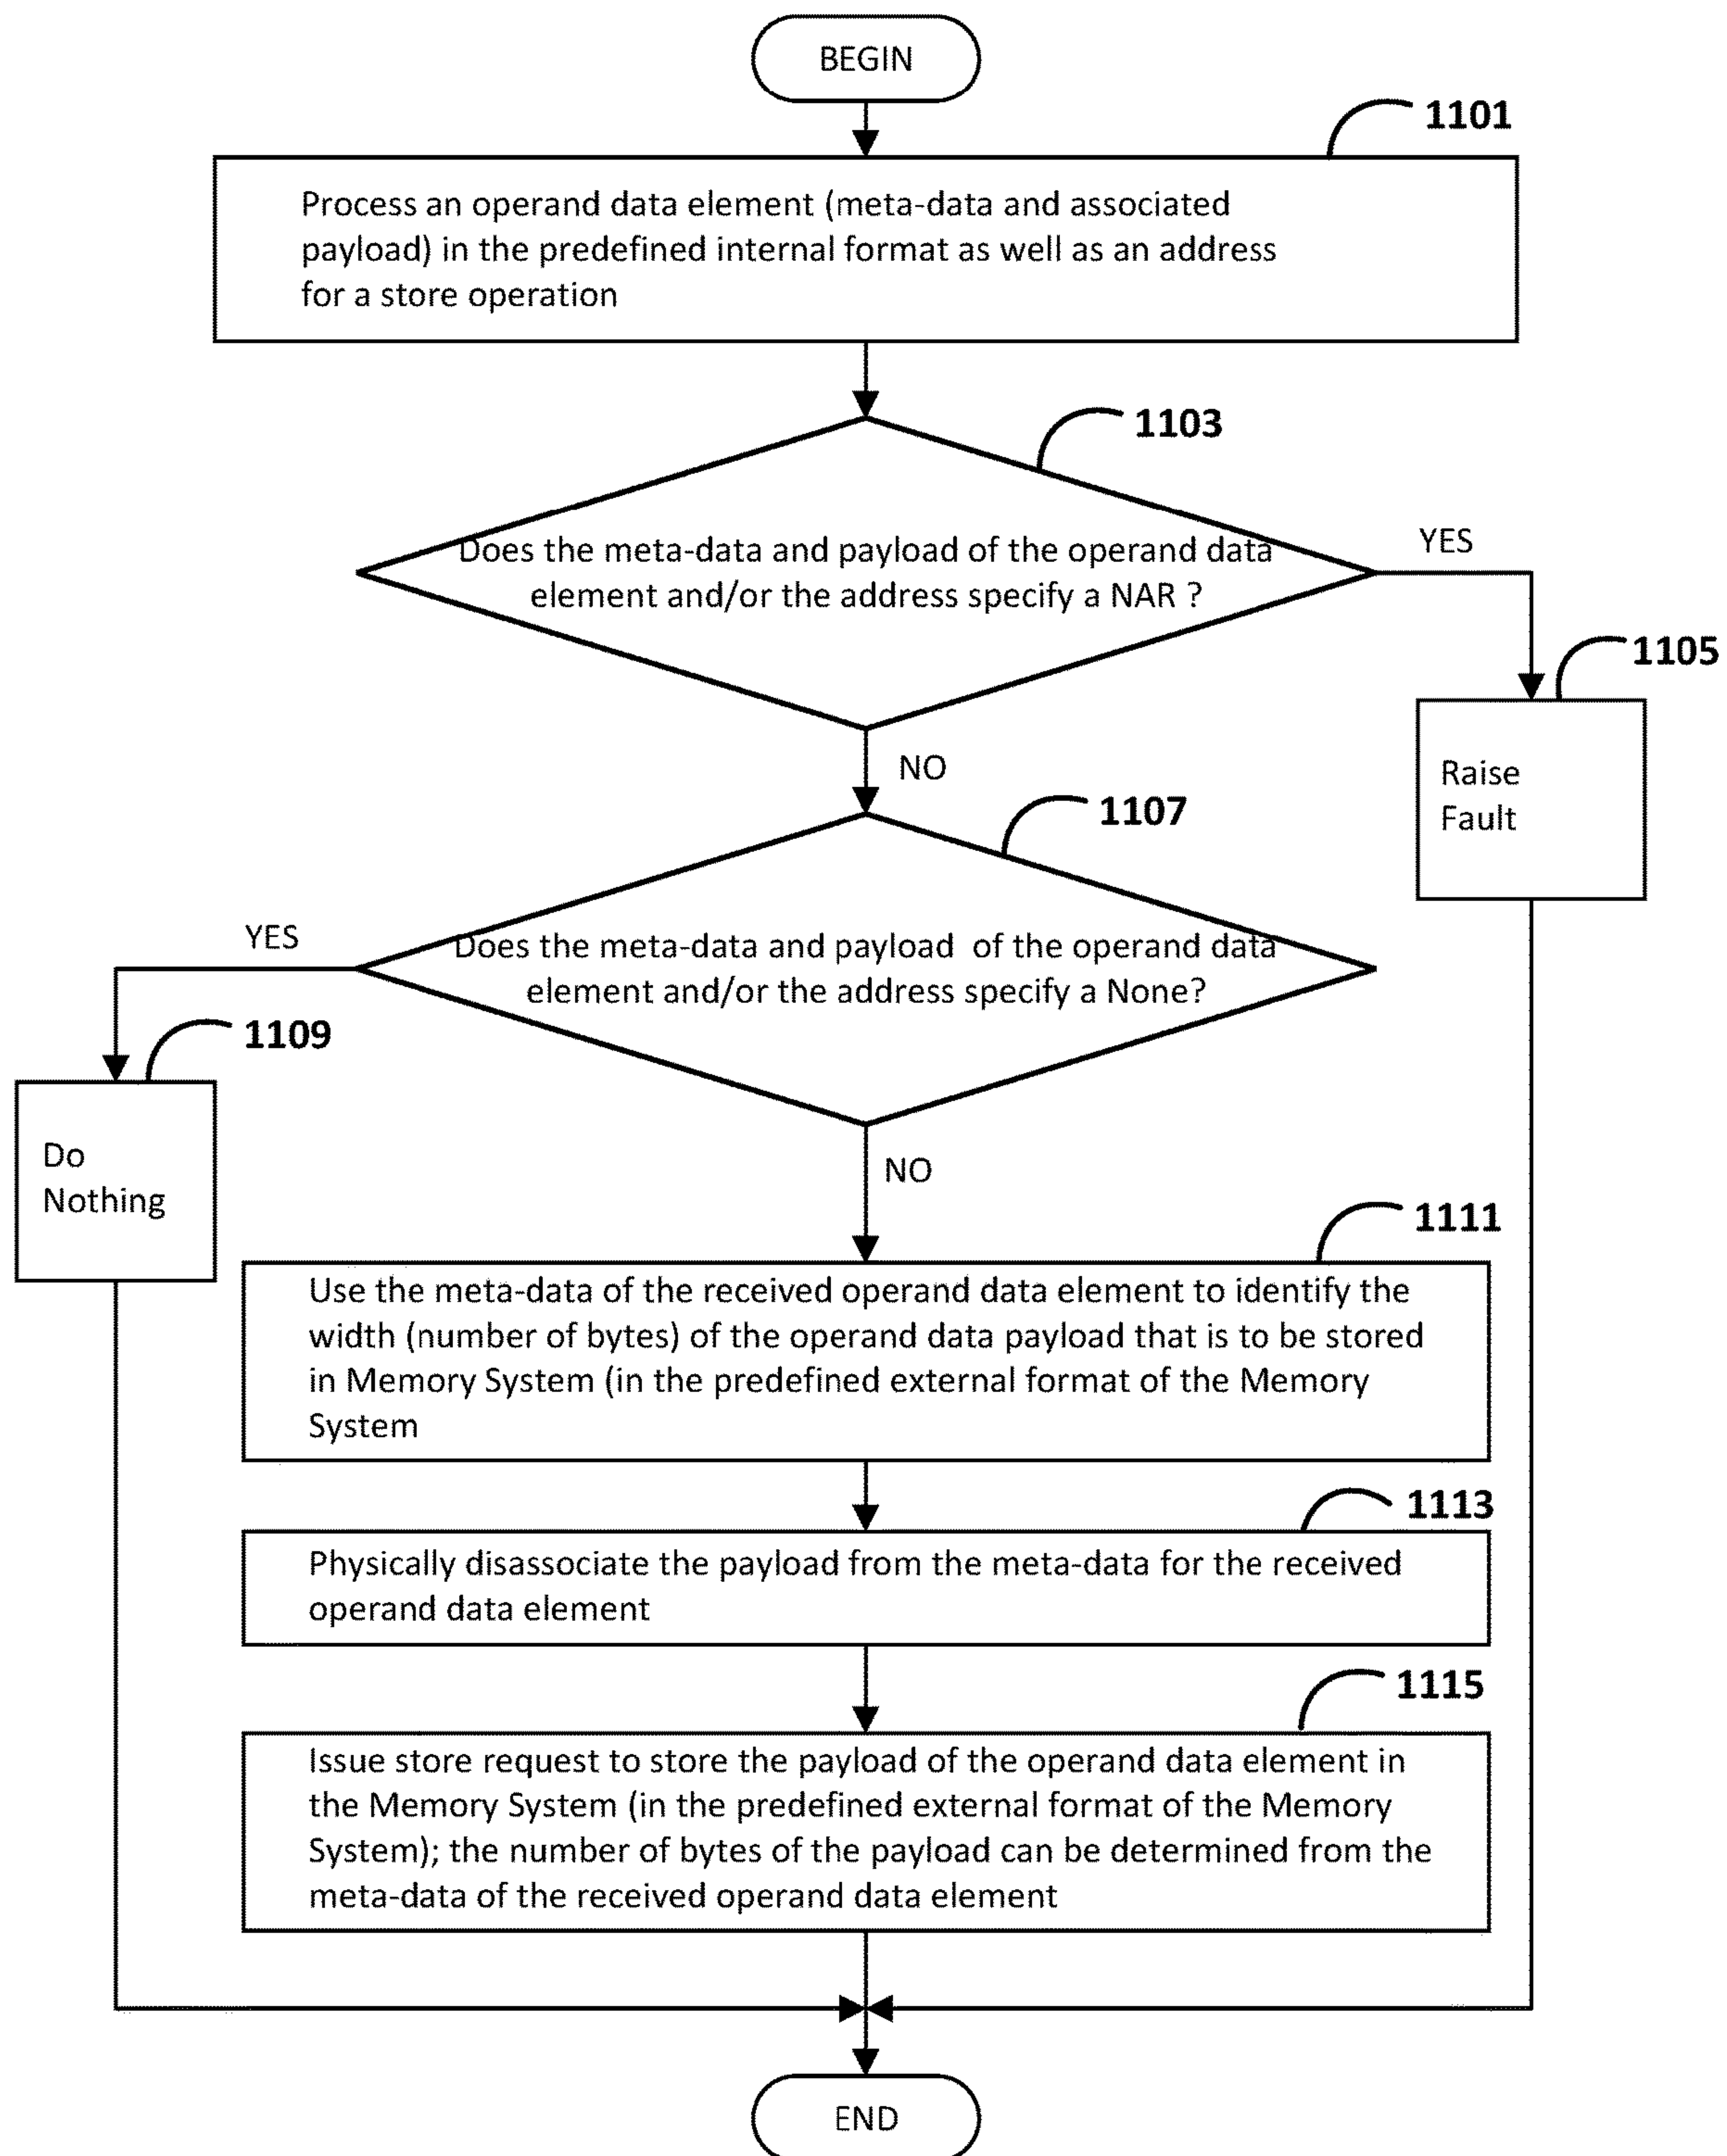 BEGIN
1101
Process an operand data element (meta-data and associated
payload) in the predefined internal format as well as an address
for a store operation
1103
Does the meta-data and payload of the operand data
element and/or the address specify a NAR ?
YES
1105
Raise
Fault
NO
1107
Does the meta-data and payload  of the operand data
element and/or the address specify a None?
YES
1109
Do
Nothing
NO
1111
Use the meta-data of the received operand data element to identify the
width (number of bytes) of the operand data payload that is to be stored
in Memory System (in the predefined external format of the Memory
System
1113
Physically disassociate the payload from the meta-data for the received
operand data element
1115
Issue store request to store the payload of the operand data element in
the Memory System (in the predefined external format of the Memory
System); the number of bytes of the payload can be determined from the
meta-data of the received operand data element
END